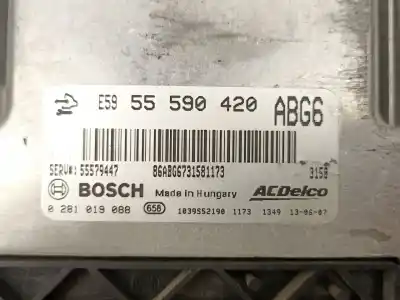 E59 55 590 420 ABG6
SERV#: 55579447 86ABG6731581173 3158
BOSCH Made in Hungary ACDelco
0 281 019 088 658 1039S52190 1173 1349 13-06-07